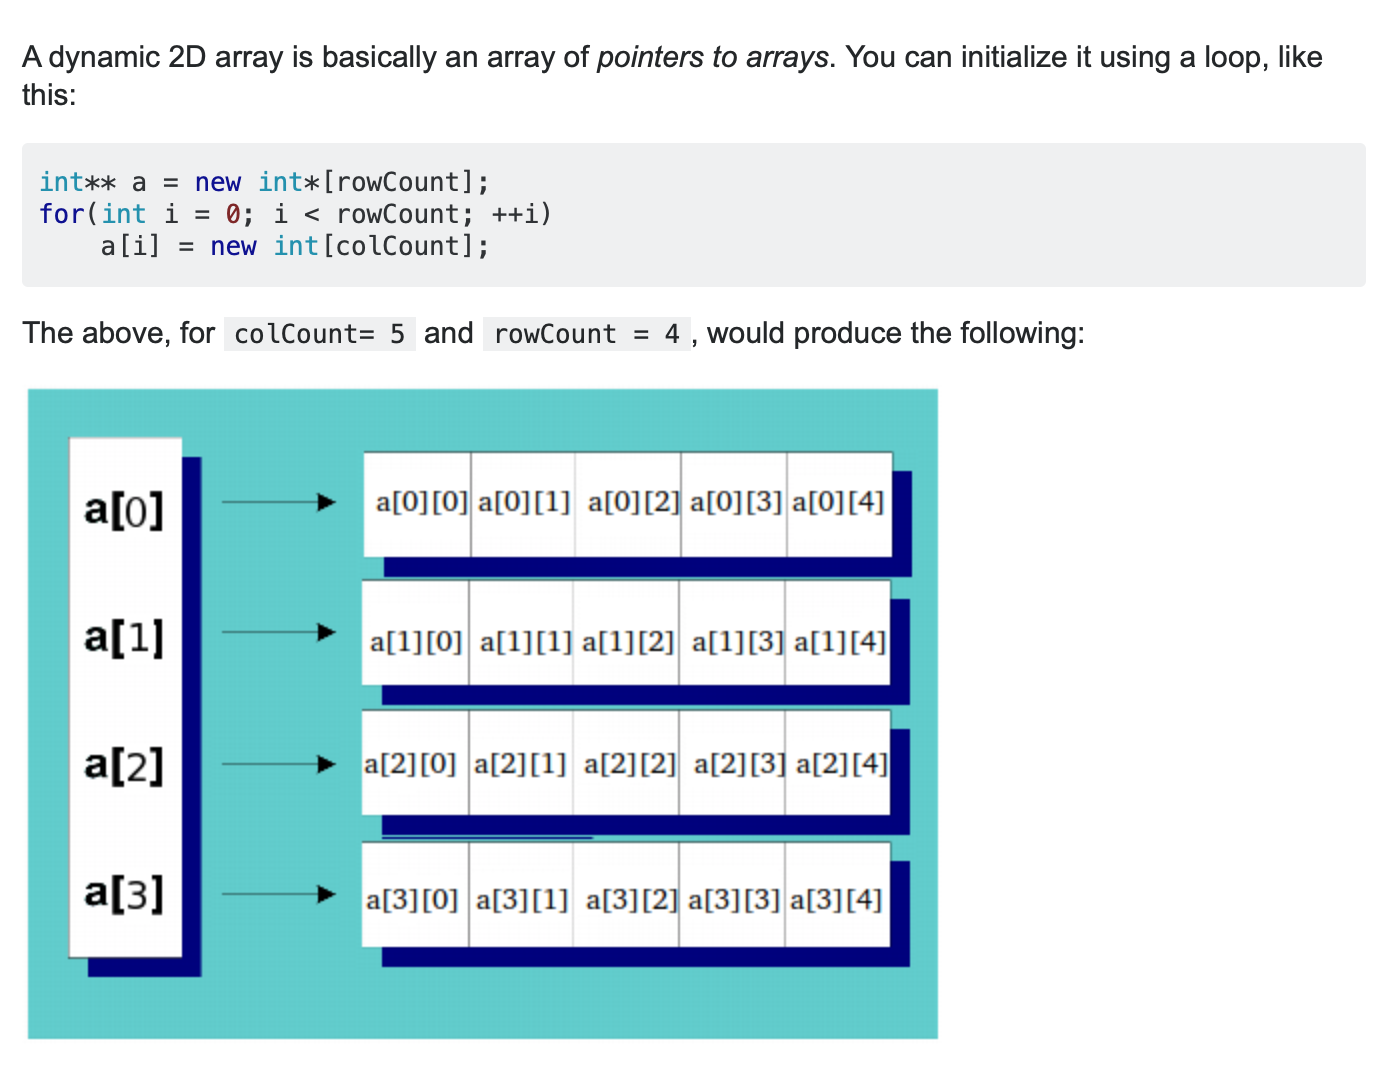 A dynamic 2D array is basically an array of pointers to arrays. You can initialize it using a loop, like
this:
int** a = new int*[rowCount];
for(int i = 0; i < rowCount; ++i)
    a[i] = new int[colCount];
The above, for colCount= 5 and rowCount = 4 , would produce the following:
a[0] a[0][0] a[0][1] a[0][2] a[0][3] a[0][4]
a[1] a[1][0] a[1][1] a[1][2] a[1][3] a[1][4]
a[2] a[2][0] a[2][1] a[2][2] a[2][3] a[2][4]
a[3] a[3][0] a[3][1] a[3][2] a[3][3] a[3][4]